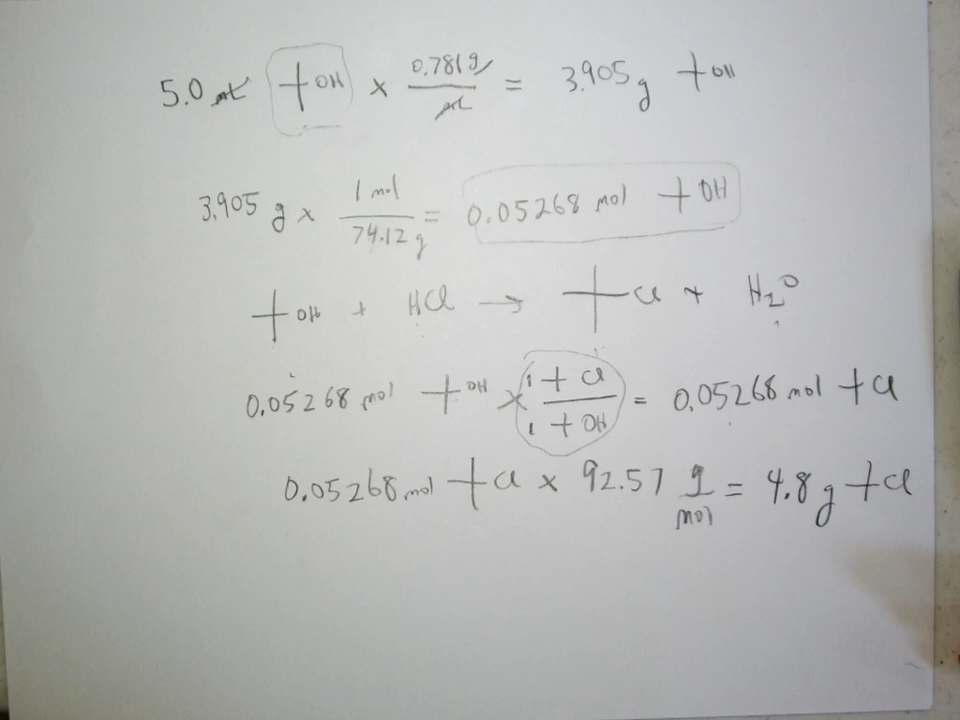 5.0 mL +OH × 0.781g/mL = 3.905 g +OH
3.905 g × 1 mol/74.12 g = 0.05268 mol +OH
+OH + HCl → +Cl + H₂O
0.05268 mol +OH × 1 +Cl/1 +OH = 0.05268 mol +Cl
0.05268 mol +Cl × 92.57 g/mol = 4.8 g +Cl